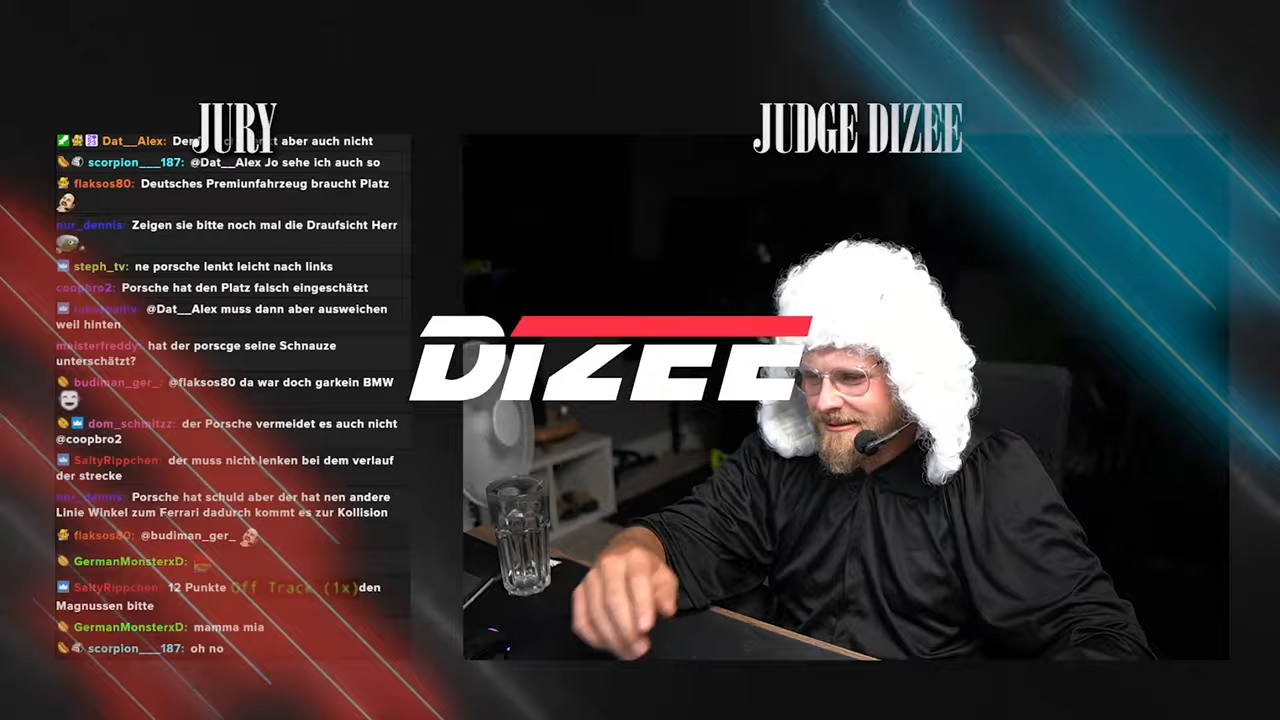 JURY
JUDGE DIZEE
Dat__Alex: aber auch nicht
scorpion___187: @Dat__Alex Jo sehe ich auch so
flaksos80: Deutsches Premiunfahrzeug braucht Platz
nur_dennis: Zeigen sie bitte noch mal die Draufsicht Herr
steph_tv: ne porsche lenkt leicht nach links
coopbro2: Porsche hat den Platz falsch eingeschätzt
@Dat__Alex muss dann aber ausweichen
weil hinten
meisterfreddy: hat der porscge seine Schnauze
unterschätzt?
budiman_ger_: @flaksos80 da war doch garkein BMW
dom_schmitzz: der Porsche vermeidet es auch nicht
@coopbro2
SaltyRippchen: der muss nicht lenken bei dem verlauf
der strecke
nur_dennis: Porsche hat schuld aber der hat nen andere
Linie Winkel zum Ferrari dadurch kommt es zur Kollision
flaksos80: @budiman_ger_
GermanMonsterxD:
SaltyRippchen: 12 Punkte Off Track (1x)den
Magnussen bitte
GermanMonsterxD: mamma mia
scorpion___187: oh no
DIZEE